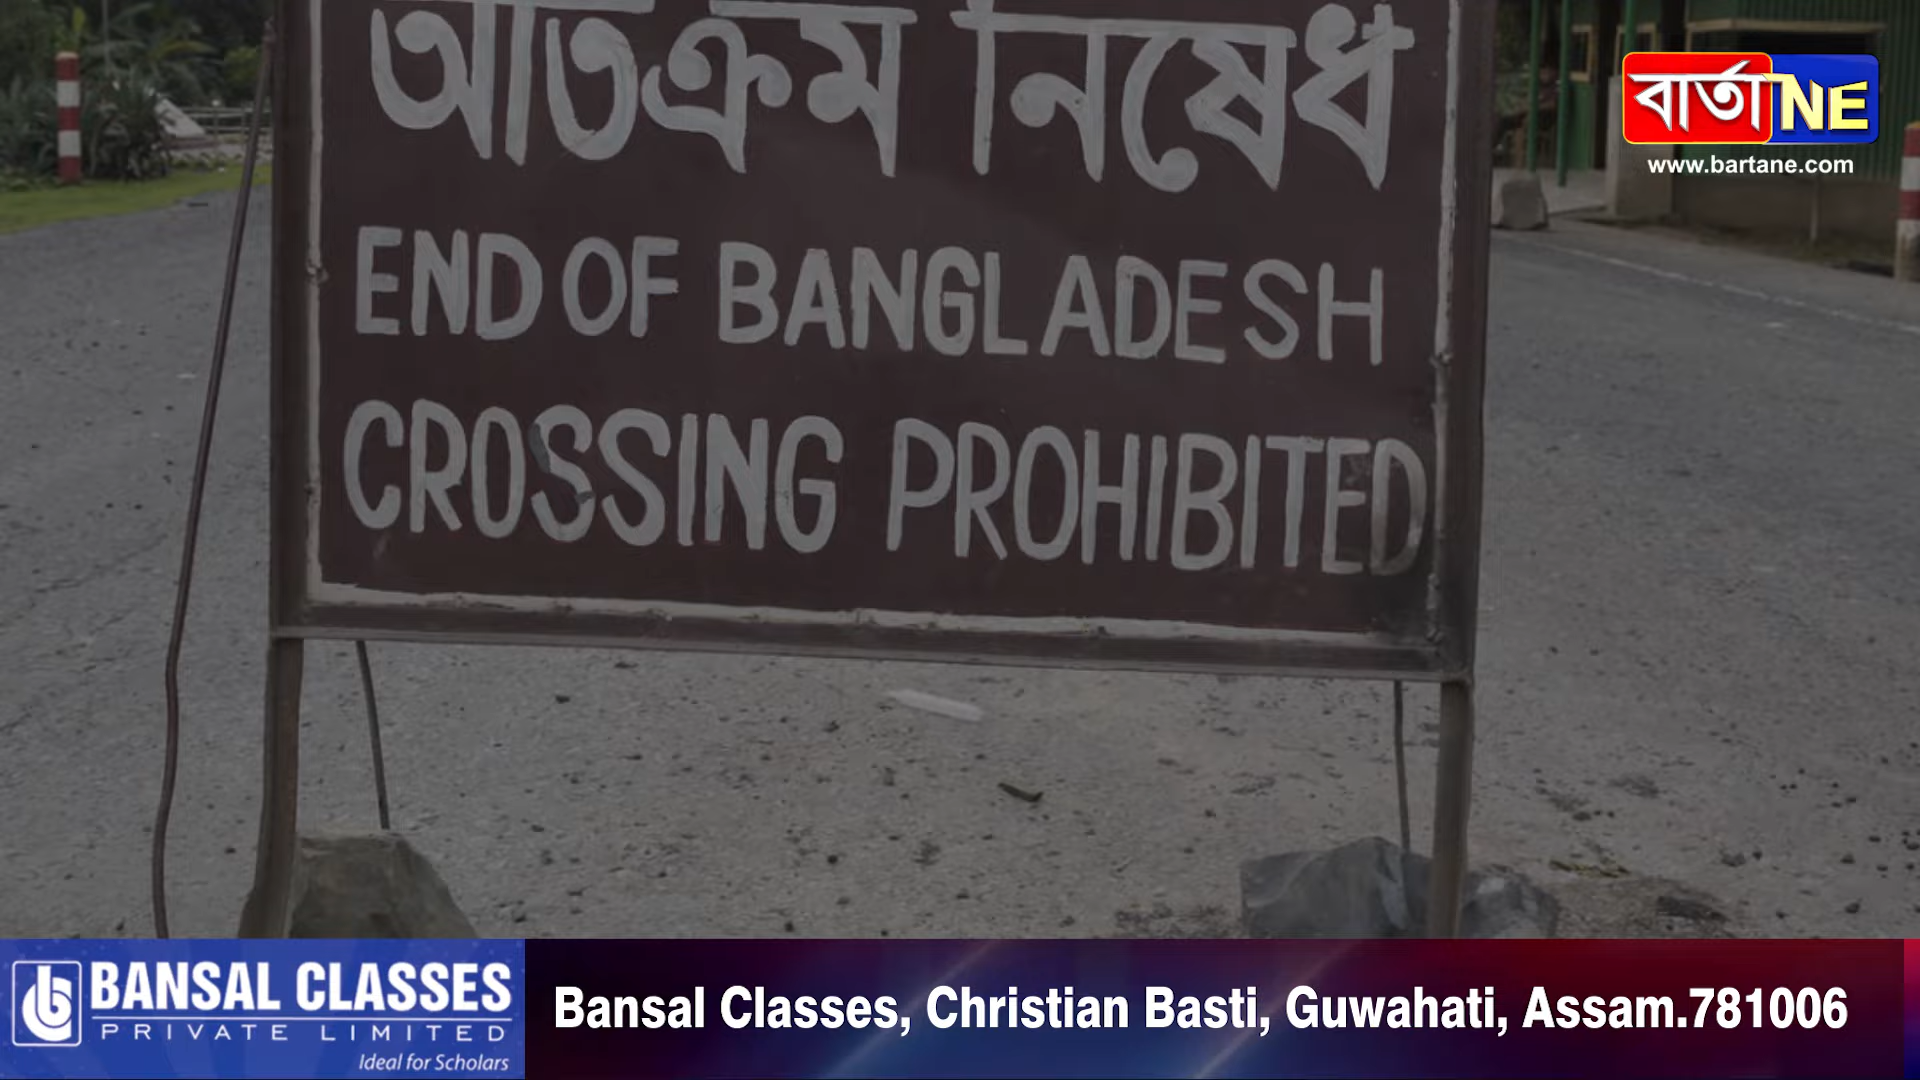 অতিক্রম নিষেধ
END OF BANGLADESH
CROSSING PROHIBITED
বার্তা NE
www.bartane.com
BANSAL CLASSES
PRIVATE LIMITED
Ideal for Scholars
Bansal Classes, Christian Basti, Guwahati, Assam.781006